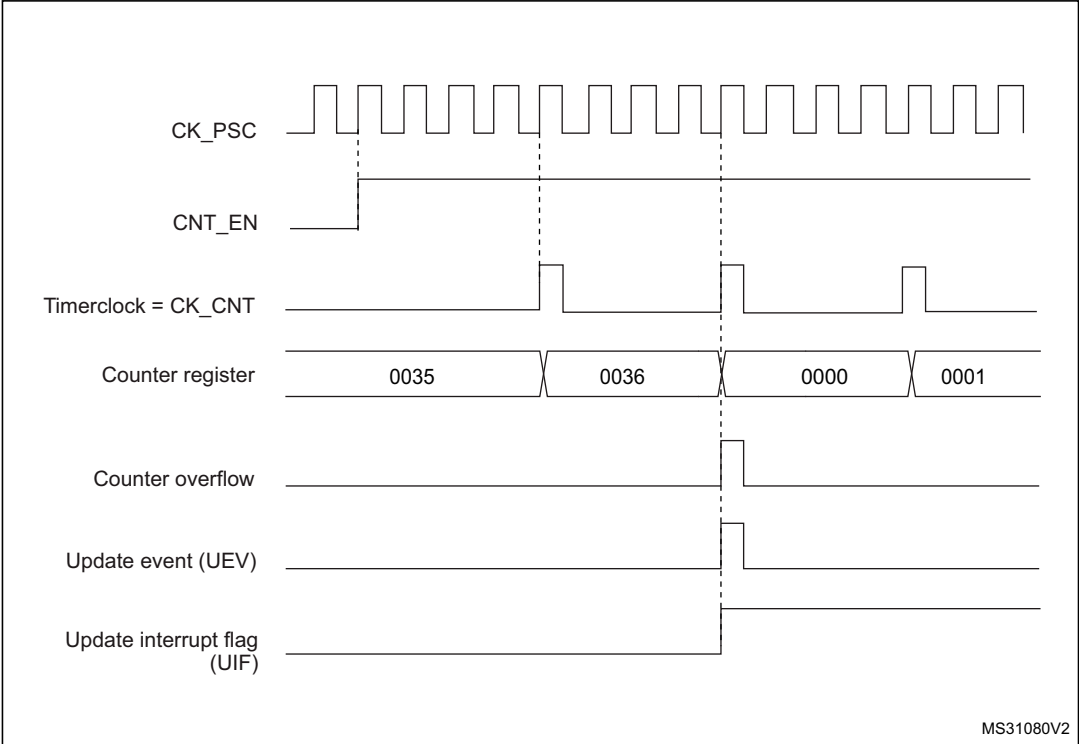 CK_PSC
CNT_EN
Timerclock = CK_CNT
Counter register
0035
0036
0000
0001
Counter overflow
Update event (UEV)
Update interrupt flag
(UIF)
MS31080V2